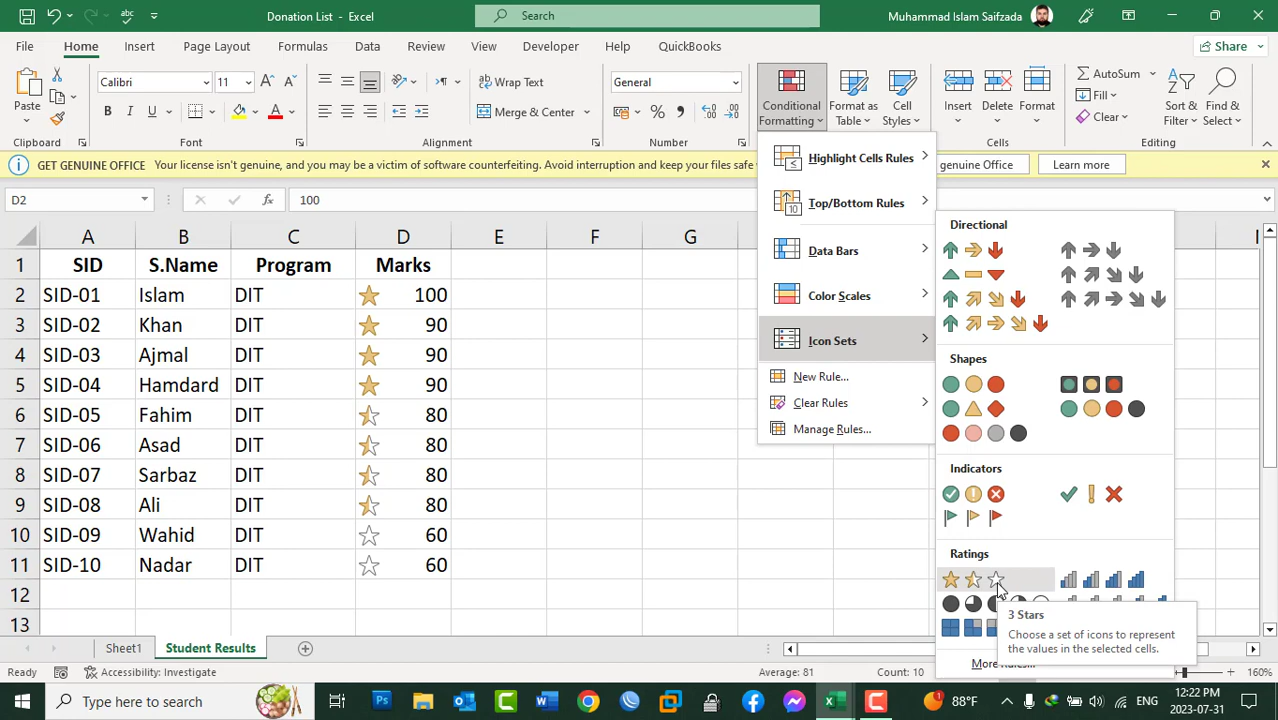 Donation List - Excel
Search
Muhammad Islam Saifzada
File Home Insert Page Layout Formulas Data Review View Developer Help QuickBooks Share
Paste
Calibri 11
Wrap Text
General
B I U
Merge & Center
Conditional Formatting
Format as Table
Cell Styles
Insert
Delete
Format
AutoSum
Fill
Clear
Sort & Filter
Find & Select
Clipboard Font Alignment Number Cells Editing
GET GENUINE OFFICE Your license isn't genuine, and you may be a victim of software counterfeiting. Avoid interruption and keep your files safe genuine Office Learn more
D2 fx 100
A B C D E F G
1 SID S.Name Program Marks
2 SID-01 Islam DIT 100
3 SID-02 Khan DIT 90
4 SID-03 Ajmal DIT 90
5 SID-04 Hamdard DIT 90
6 SID-05 Fahim DIT 80
7 SID-06 Asad DIT 80
8 SID-07 Sarbaz DIT 80
9 SID-08 Ali DIT 80
10 SID-09 Wahid DIT 60
11 SID-10 Nadar DIT 60
12
13
Highlight Cells Rules
Top/Bottom Rules
Data Bars
Color Scales
Icon Sets
New Rule...
Clear Rules
Manage Rules...
Directional
Shapes
Indicators
Ratings
3 Stars
Choose a set of icons to represent
the values in the selected cells.
More Rules...
Sheet1 Student Results
Ready Accessibility: Investigate Average: 81 Count: 10 160%
Type here to search
88°F
ENG
12:22 PM
2023-07-31